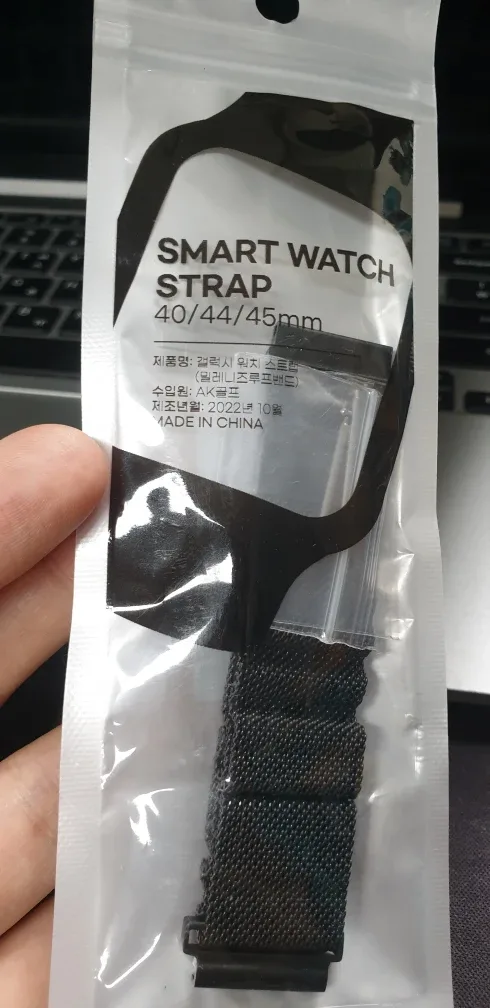 SMART WATCH
STRAP
40/44/45mm
제품명: 갤럭시 워치 스트랩
(밀레니즈루프밴드)
수입원: AK골프
제조년월: 2022년 10월
MADE IN CHINA